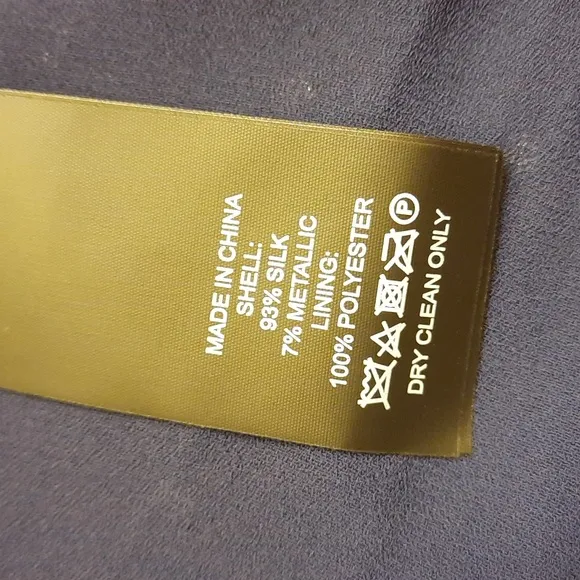 MADE IN CHINA
SHELL:
93% SILK
7% METALLIC
LINING:
100% POLYESTER
P
DRY CLEAN ONLY